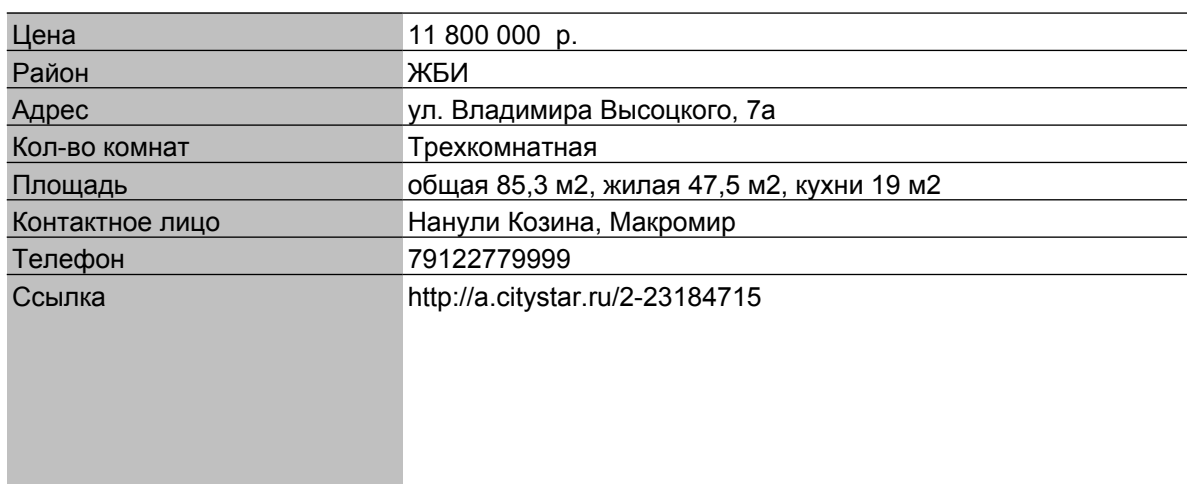 Цена 11 800 000 р.
Район ЖБИ
Адрес ул. Владимира Высоцкого, 7а
Кол-во комнат Трехкомнатная
Площадь общая 85,3 м2, жилая 47,5 м2, кухни 19 м2
Контактное лицо Нанули Козина, Макромир
Телефон 79122779999
Ссылка http://a.citystar.ru/2-23184715